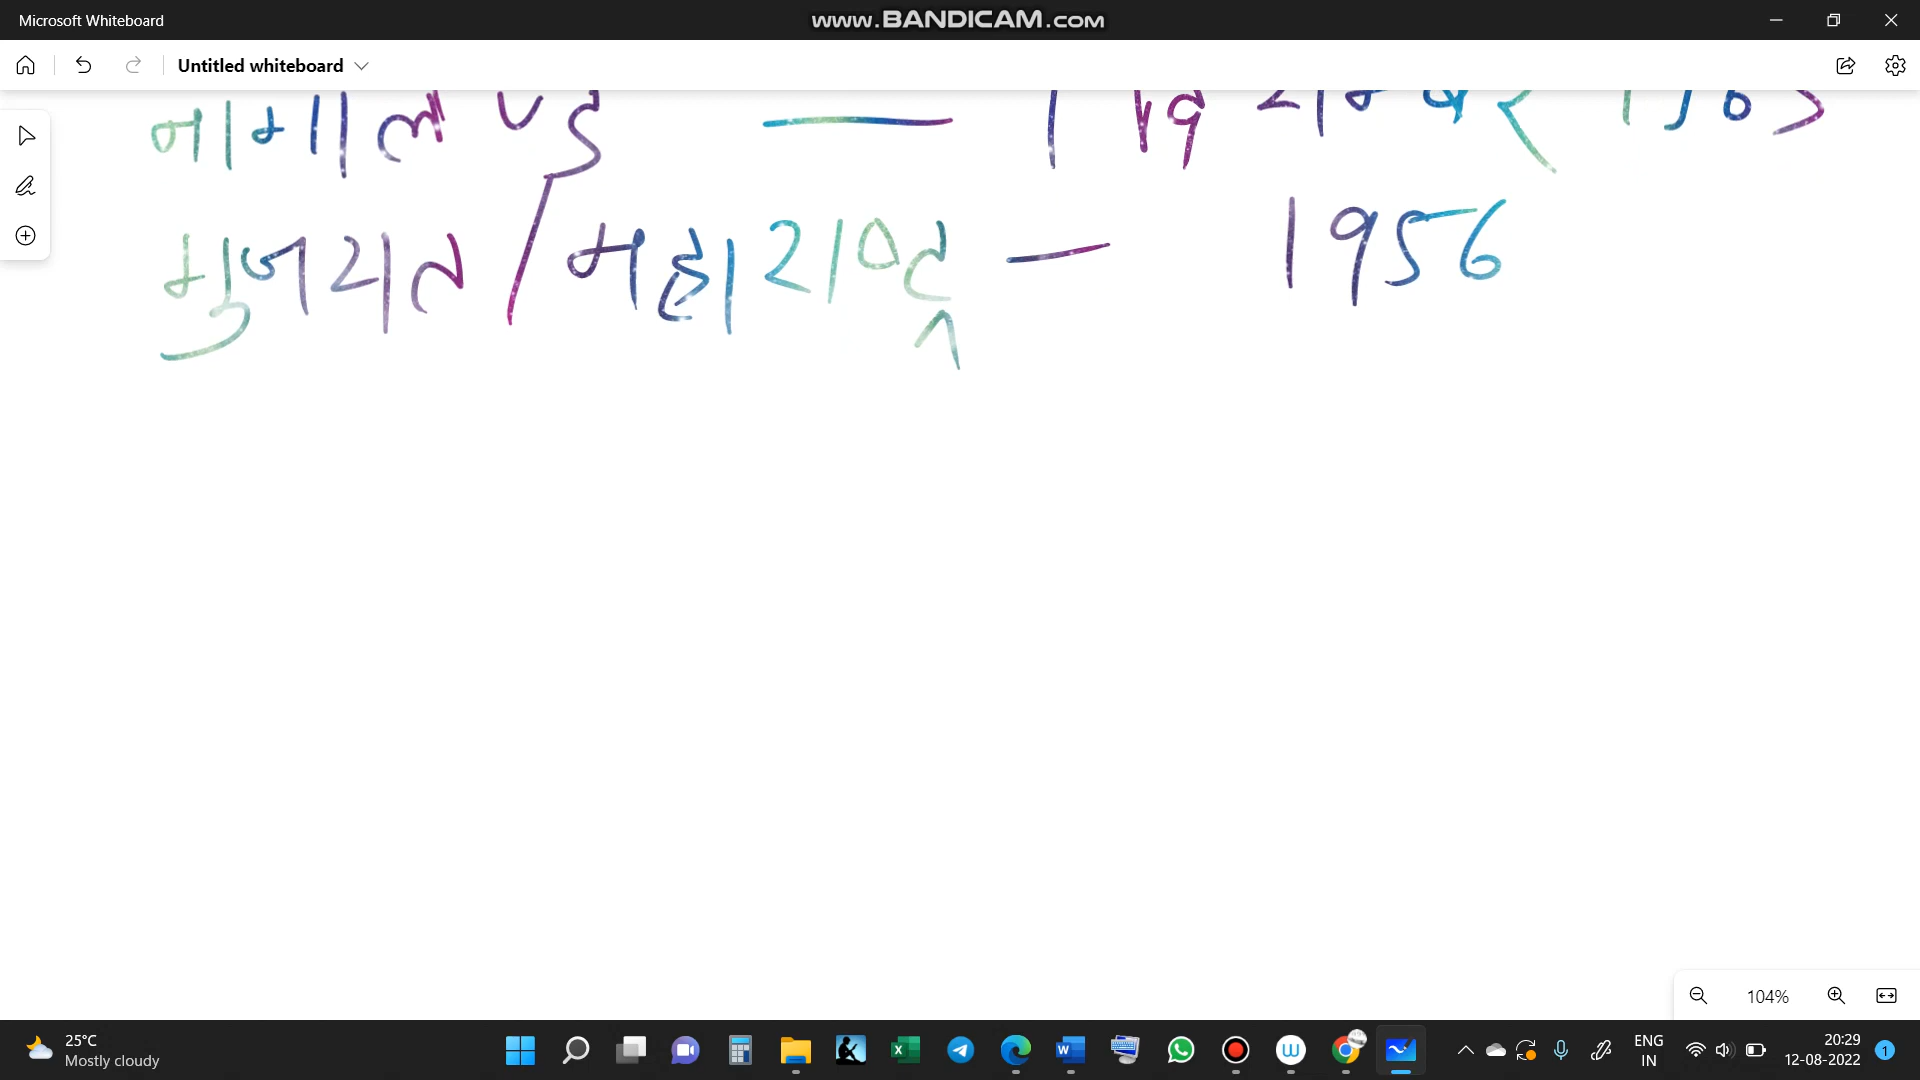 Microsoft Whiteboard
www.BANDICAM.com
Untitled whiteboard
ગુજરાત / મહારાષ્ટ્ર — 1956
104%
25°C
Mostly cloudy
ENG
IN
20:29
12-08-2022
1